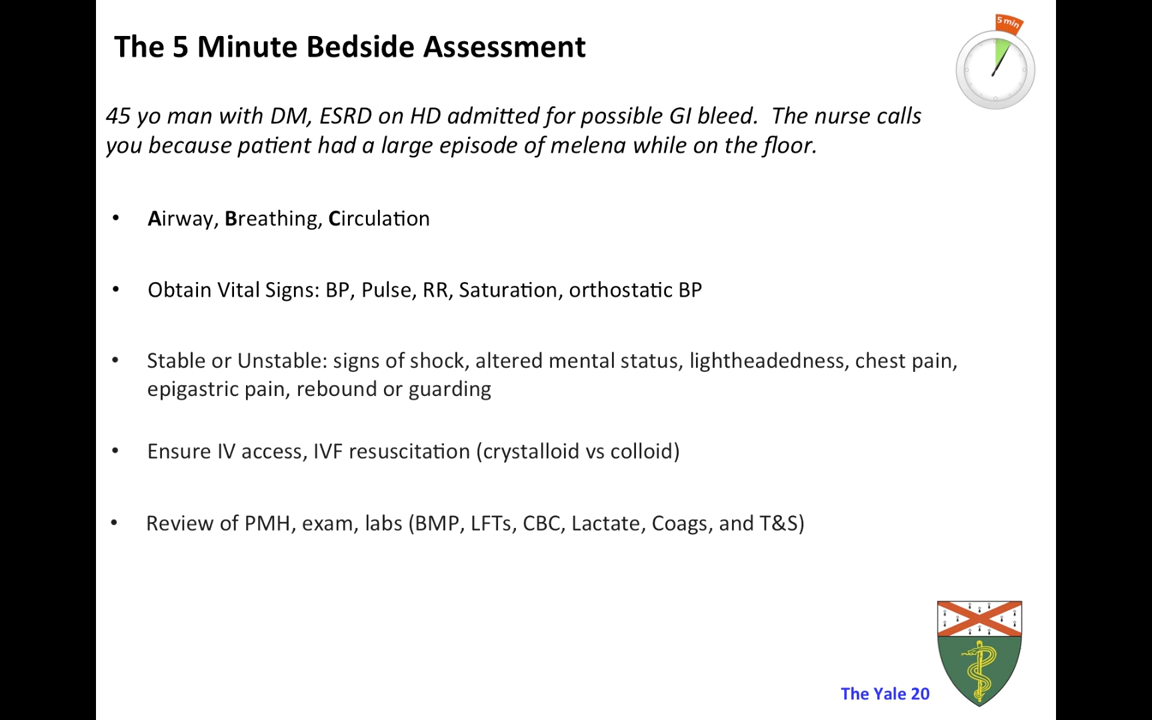 The 5 Minute Bedside Assessment
5 min
45 yo man with DM, ESRD on HD admitted for possible GI bleed.  The nurse calls
you because patient had a large episode of melena while on the floor.
• Airway, Breathing, Circulation
• Obtain Vital Signs: BP, Pulse, RR, Saturation, orthostatic BP
• Stable or Unstable: signs of shock, altered mental status, lightheadedness, chest pain,
epigastric pain, rebound or guarding
• Ensure IV access, IVF resuscitation (crystalloid vs colloid)
• Review of PMH, exam, labs (BMP, LFTs, CBC, Lactate, Coags, and T&S)
The Yale 20